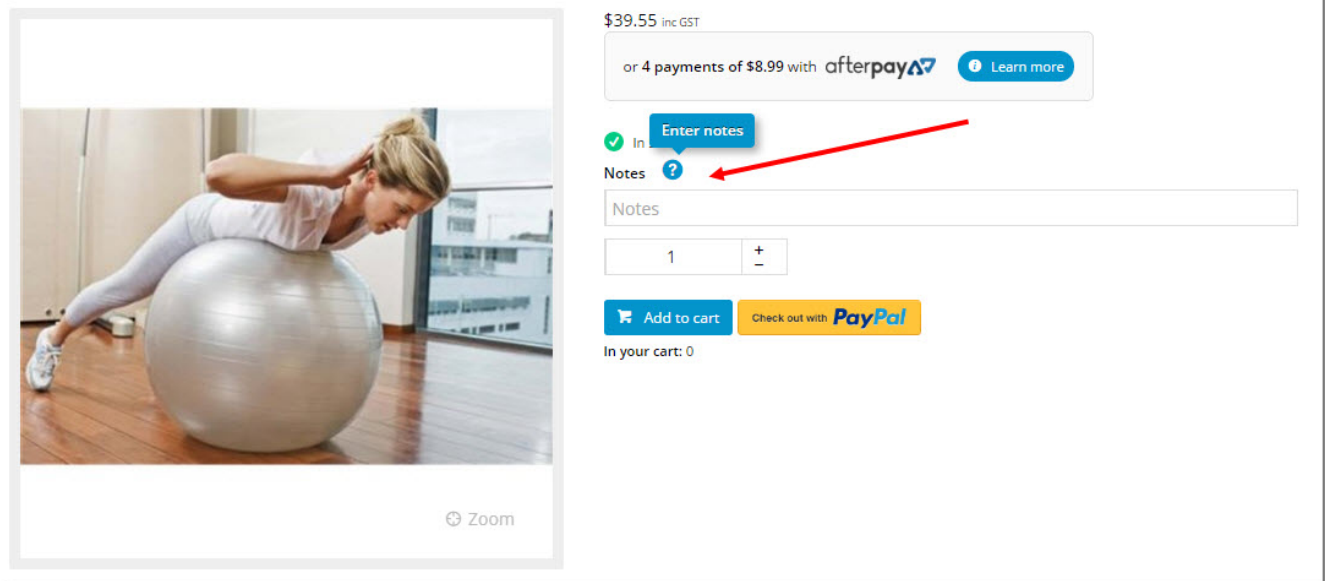 $39.55 inc GST
or 4 payments of $8.99 with afterpay Learn more
Enter notes
In
Notes ?
Notes
1 + −
Add to cart Check out with PayPal
In your cart: 0
Zoom